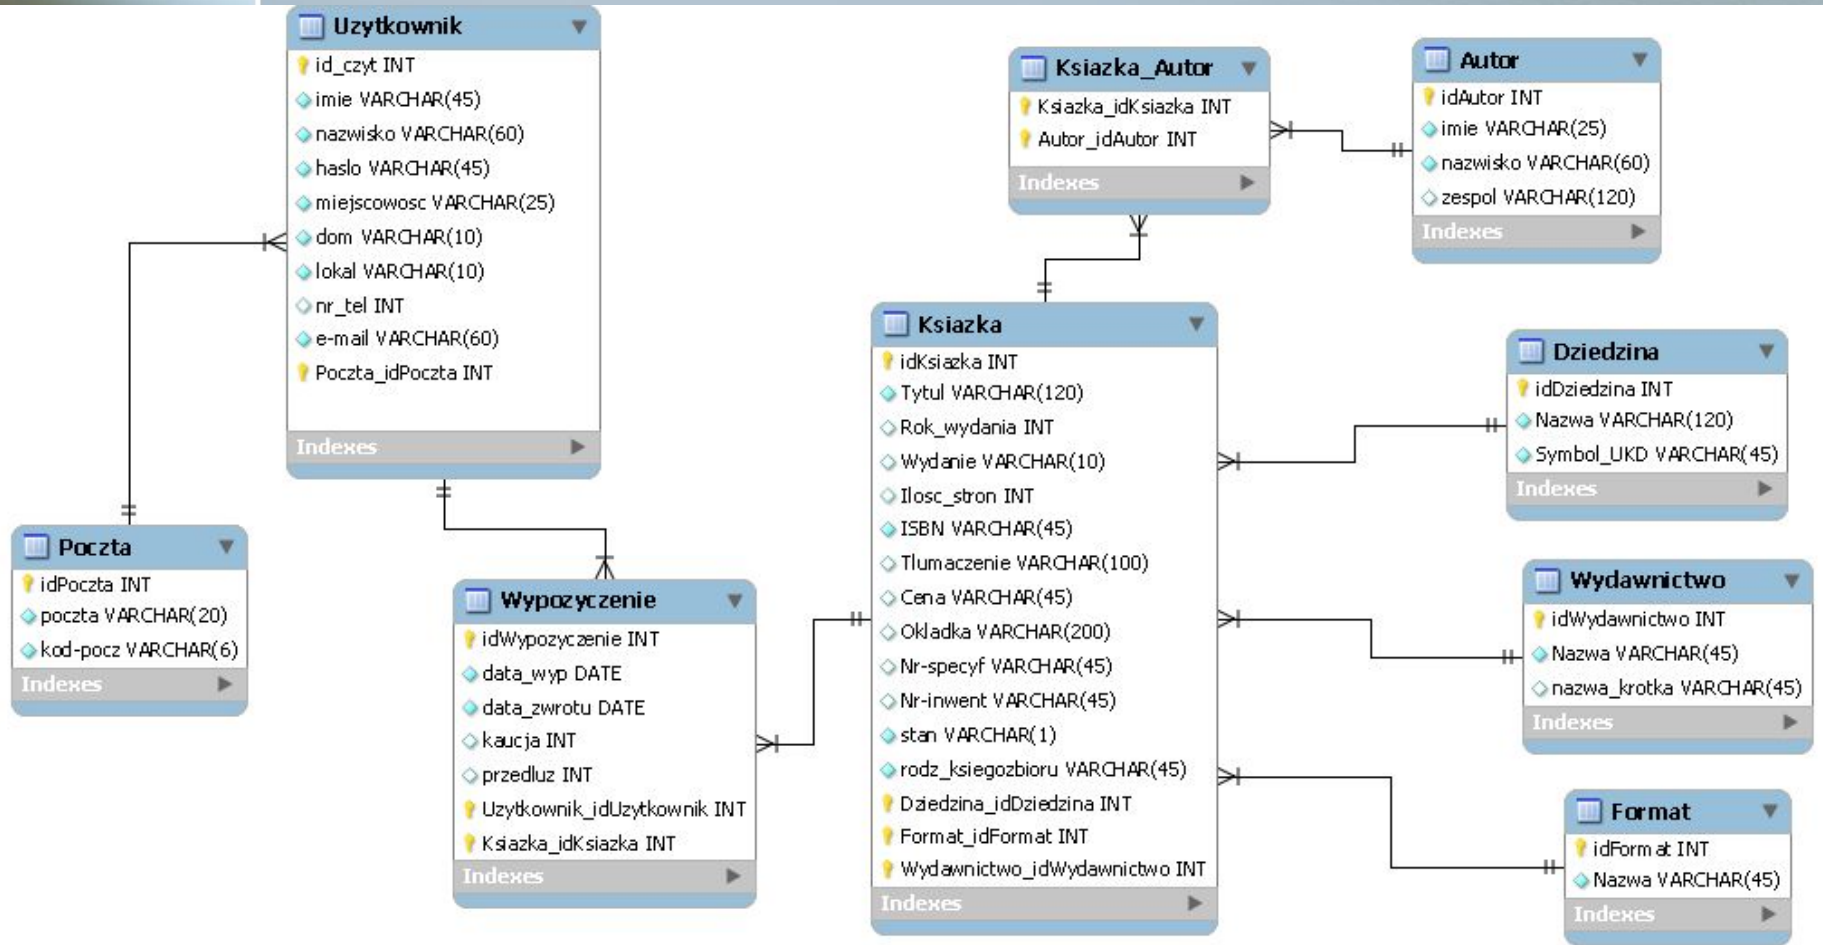 Uzytkownik
id_czyt INT
imie VARCHAR(45)
nazwisko VARCHAR(60)
haslo VARCHAR(45)
miejscowosc VARCHAR(25)
dom VARCHAR(10)
lokal VARCHAR(10)
nr_tel INT
e-mail VARCHAR(60)
Poczta_idPoczta INT
Indexes
Poczta
idPoczta INT
poczta VARCHAR(20)
kod-pocz VARCHAR(6)
Indexes
Wypozyczenie
idWypozyczenie INT
data_wyp DATE
data_zwrotu DATE
kaucja INT
przedluz INT
Uzytkownik_idUzytkownik INT
Ksiazka_idKsiazka INT
Indexes
Ksiazka_Autor
Ksiazka_idKsiazka INT
Autor_idAutor INT
Indexes
Autor
idAutor INT
imie VARCHAR(25)
nazwisko VARCHAR(60)
zespol VARCHAR(120)
Indexes
Ksiazka
idKsiazka INT
Tytul VARCHAR(120)
Rok_wydania INT
Wydanie VARCHAR(10)
Ilosc_stron INT
ISBN VARCHAR(45)
Tlumaczenie VARCHAR(100)
Cena VARCHAR(45)
Okladka VARCHAR(200)
Nr-specyf VARCHAR(45)
Nr-inwent VARCHAR(45)
stan VARCHAR(1)
rodz_ksiegozbioru VARCHAR(45)
Dziedzina_idDziedzina INT
Format_idFormat INT
Wydawnictwo_idWydawnictwo INT
Indexes
Dziedzina
idDziedzina INT
Nazwa VARCHAR(120)
Symbol_UKD VARCHAR(45)
Indexes
Wydawnictwo
idWydawnictwo INT
Nazwa VARCHAR(45)
nazwa_krotka VARCHAR(45)
Indexes
Format
idFormat INT
Nazwa VARCHAR(45)
Indexes